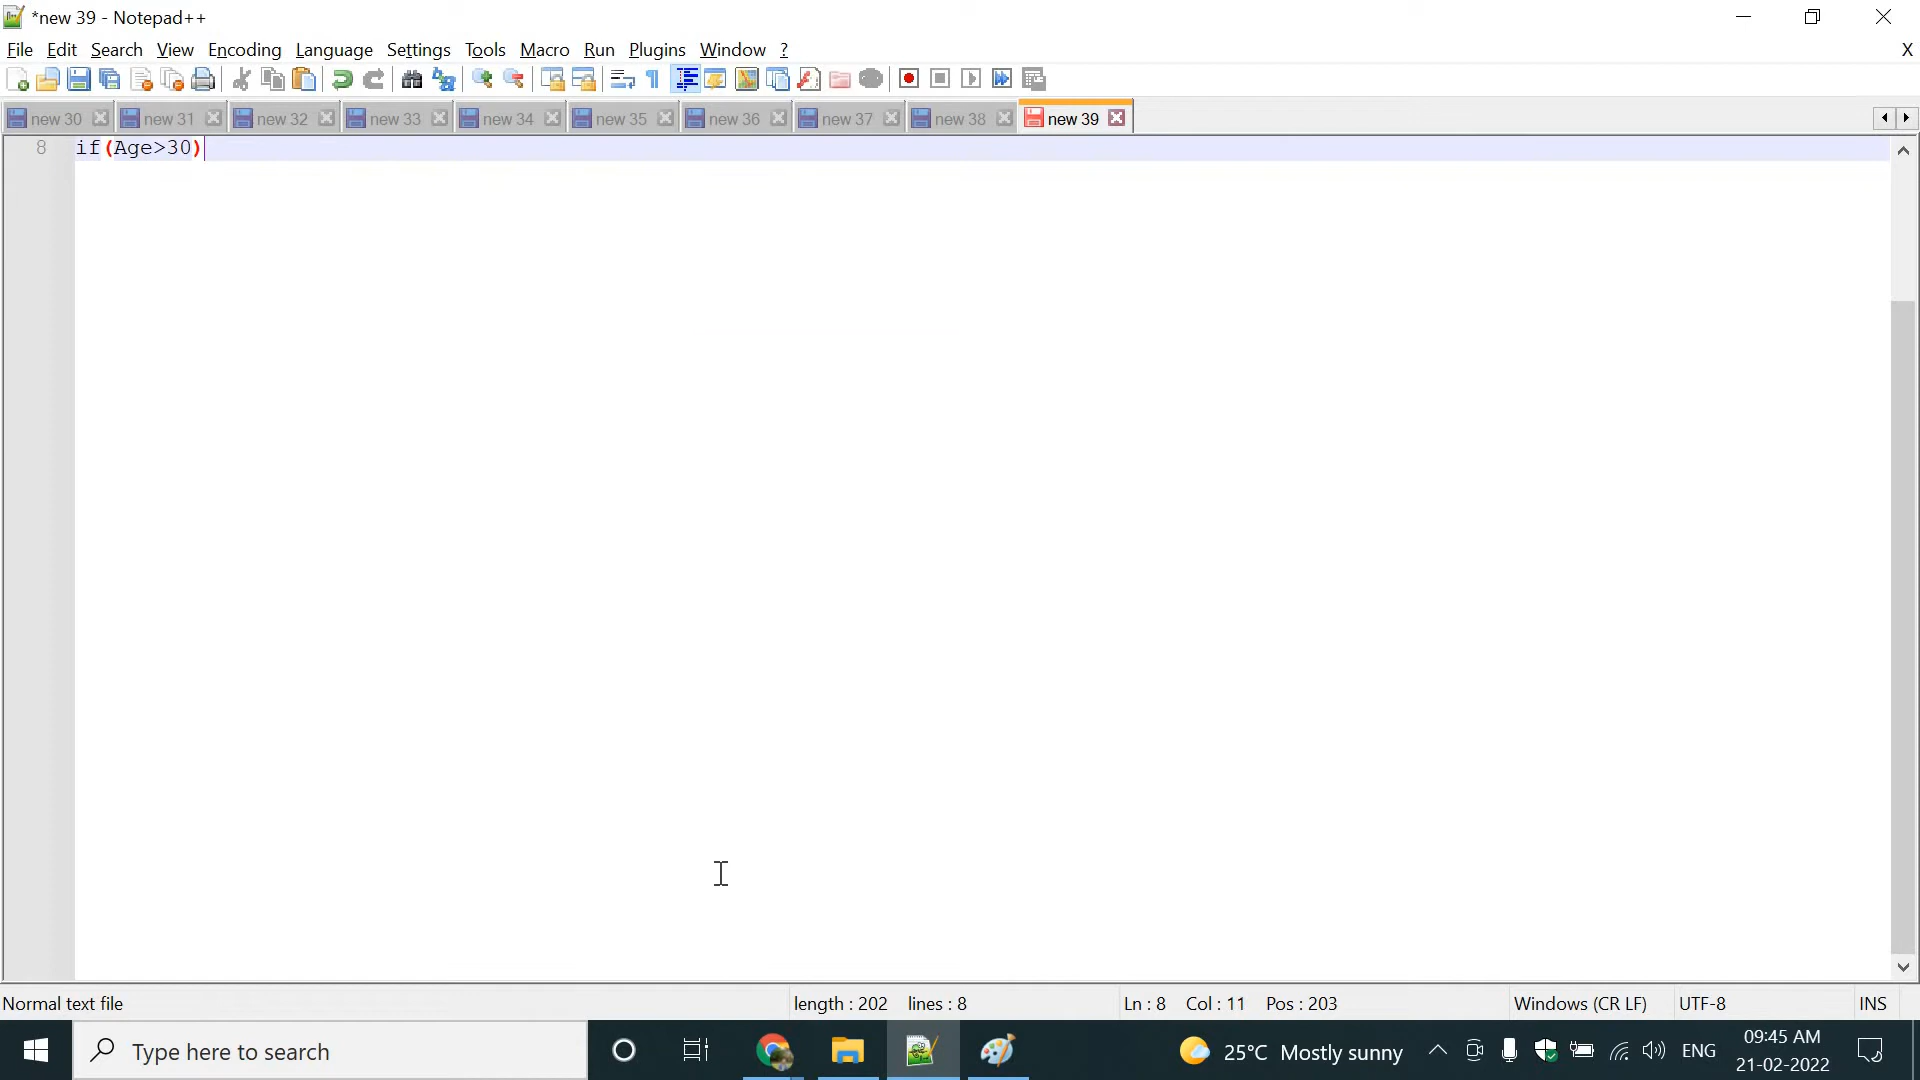 *new 39 - Notepad++
File Edit Search View Encoding Language Settings Tools Macro Run Plugins Window ? X
new 30 new 31 new 32 new 33 new 34 new 35 new 36 new 37 new 38 new 39
8 if(Age>30)
Normal text file length : 202 lines : 8 Ln : 8 Col : 11 Pos : 203 Windows (CR LF) UTF-8 INS
Type here to search 25°C Mostly sunny ENG 09:45 AM
21-02-2022